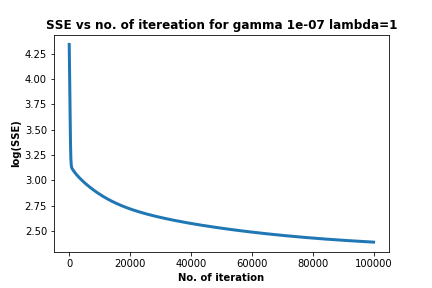 SSE vs no. of itereation for gamma 1e-07 lambda=1
4.25
4.00
3.75
3.50
3.25
3.00
2.75
2.50
log(SSE)
0 20000 40000 60000 80000 100000
No. of iteration